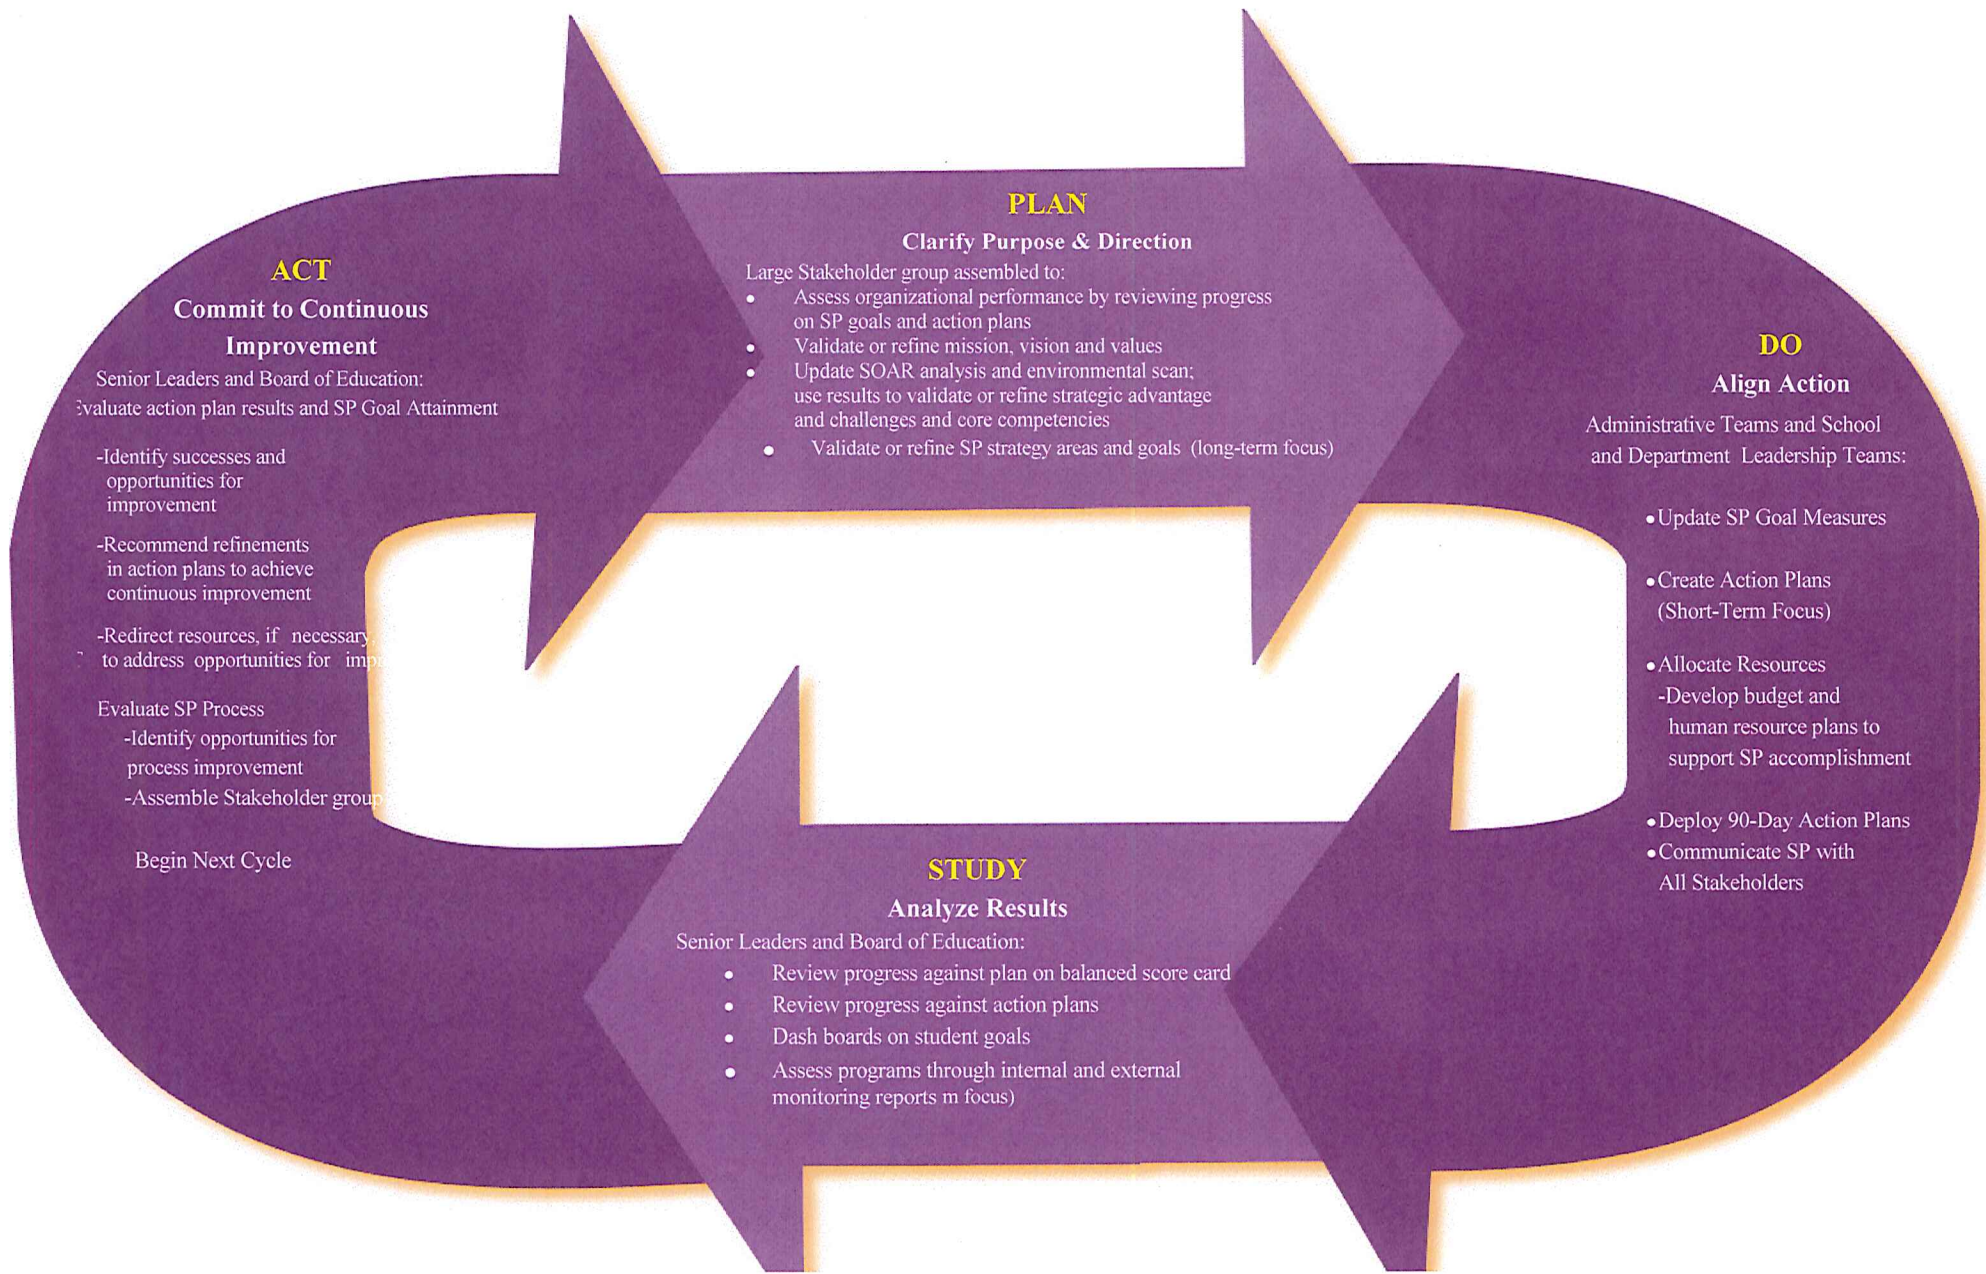 PLAN
Clarify Purpose & Direction
Large Stakeholder group assembled to:
• Assess organizational performance by reviewing progress
on SP goals and action plans
• Validate or refine mission, vision and values
• Update SOAR analysis and environmental scan;
use results to validate or refine strategic advantage
and challenges and core competencies
• Validate or refine SP strategy areas and goals (long-term focus)
DO
Align Action
Administrative Teams and School
and Department Leadership Teams:
•Update SP Goal Measures
•Create Action Plans
(Short-Term Focus)
•Allocate Resources
-Develop budget and
human resource plans to
support SP accomplishment
•Deploy 90-Day Action Plans
•Communicate SP with
All Stakeholders
STUDY
Analyze Results
Senior Leaders and Board of Education:
• Review progress against plan on balanced score card
• Review progress against action plans
• Dash boards on student goals
• Assess programs through internal and external
monitoring reports m focus)
ACT
Commit to Continuous
Improvement
Senior Leaders and Board of Education:
Evaluate action plan results and SP Goal Attainment
-Identify successes and
opportunities for
improvement
-Recommend refinements
in action plans to achieve
continuous improvement
-Redirect resources, if necessary,
to address opportunities for
Evaluate SP Process
-Identify opportunities for
process improvement
-Assemble Stakeholder group
Begin Next Cycle